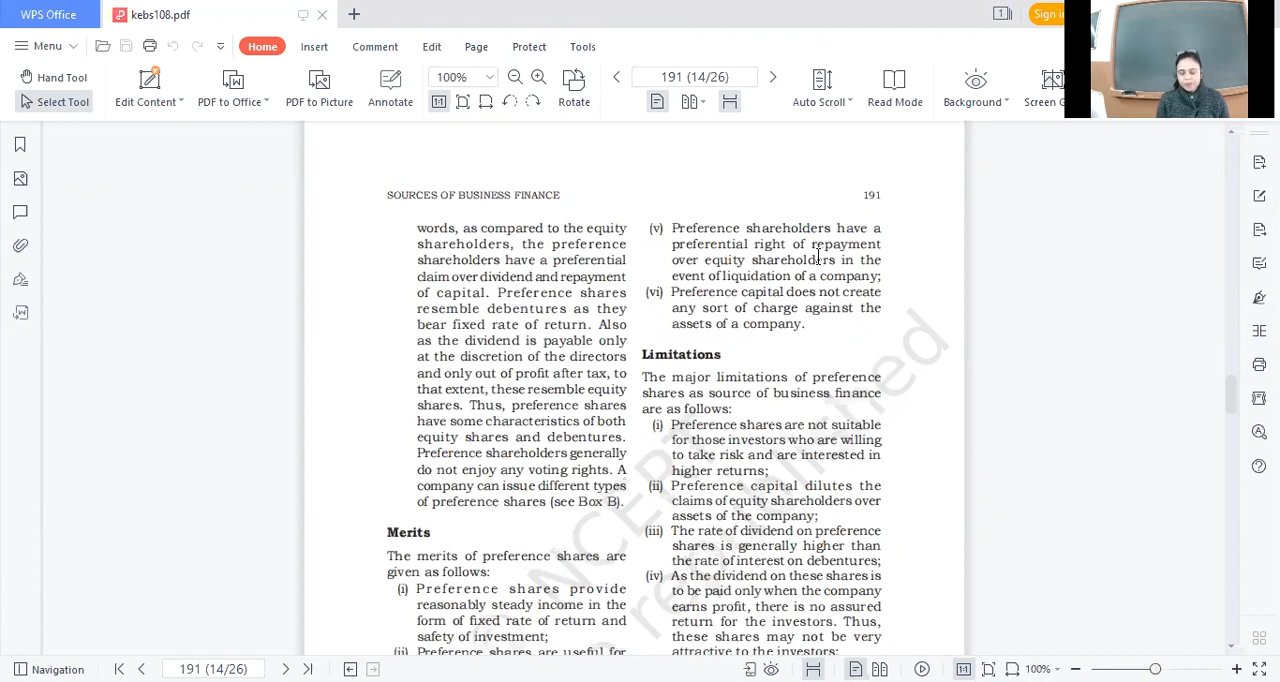 WPS Office
kebs108.pdf
Sign in
Menu
Home
Insert
Comment
Edit
Page
Protect
Tools
Hand Tool
Select Tool
Edit Content
PDF to Office
PDF to Picture
Annotate
100%
Rotate
191 (14/26)
Auto Scroll
Read Mode
Background
Screen G
SOURCES OF BUSINESS FINANCE
191
words, as compared to the equity
shareholders, the preference
shareholders have a preferential
claim over dividend and repayment
of capital. Preference shares
resemble debentures as they
bear fixed rate of return. Also
as the dividend is payable only
at the discretion of the directors
and only out of profit after tax, to
that extent, these resemble equity
shares. Thus, preference shares
have some characteristics of both
equity shares and debentures.
Preference shareholders generally
do not enjoy any voting rights. A
company can issue different types
of preference shares (see Box B).
Merits
The merits of preference shares are
given as follows:
(i) Preference shares provide
reasonably steady income in the
form of fixed rate of return and
safety of investment;
(ii) Preference shares are useful for
(v) Preference shareholders have a
preferential right of repayment
over equity shareholders in the
event of liquidation of a company;
(vi) Preference capital does not create
any sort of charge against the
assets of a company.
Limitations
The major limitations of preference
shares as source of business finance
are as follows:
(i) Preference shares are not suitable
for those investors who are willing
to take risk and are interested in
higher returns;
(ii) Preference capital dilutes the
claims of equity shareholders over
assets of the company;
(iii) The rate of dividend on preference
shares is generally higher than
the rate of interest on debentures;
(iv) As the dividend on these shares is
to be paid only when the company
earns profit, there is no assured
return for the investors. Thus,
these shares may not be very
attractive to the investors;
NCERT
Navigation
191 (14/26)
100%